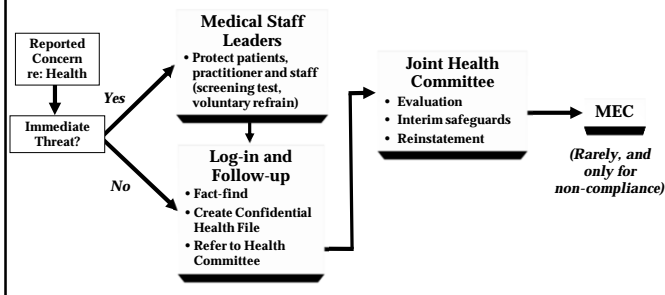 Reported
Concern
re: Health
Immediate
Threat?
Yes
No
Medical Staff
Leaders
• Protect patients,
practitioner and staff
(screening test,
voluntary refrain)
Log-in and
Follow-up
• Fact-find
• Create Confidential
Health File
• Refer to Health
Committee
Joint Health
Committee
• Evaluation
• Interim safeguards
• Reinstatement
MEC
(Rarely, and
only for
non-compliance)